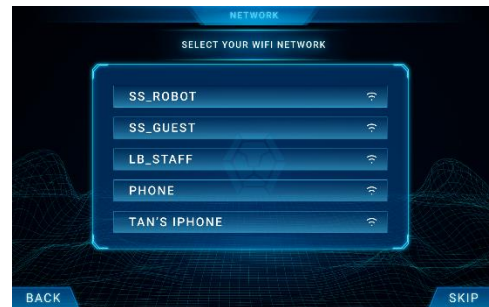 NETWORK
SELECT YOUR WIFI NETWORK
SS_ROBOT
SS_GUEST
LB_STAFF
PHONE
TAN'S IPHONE
BACK
SKIP